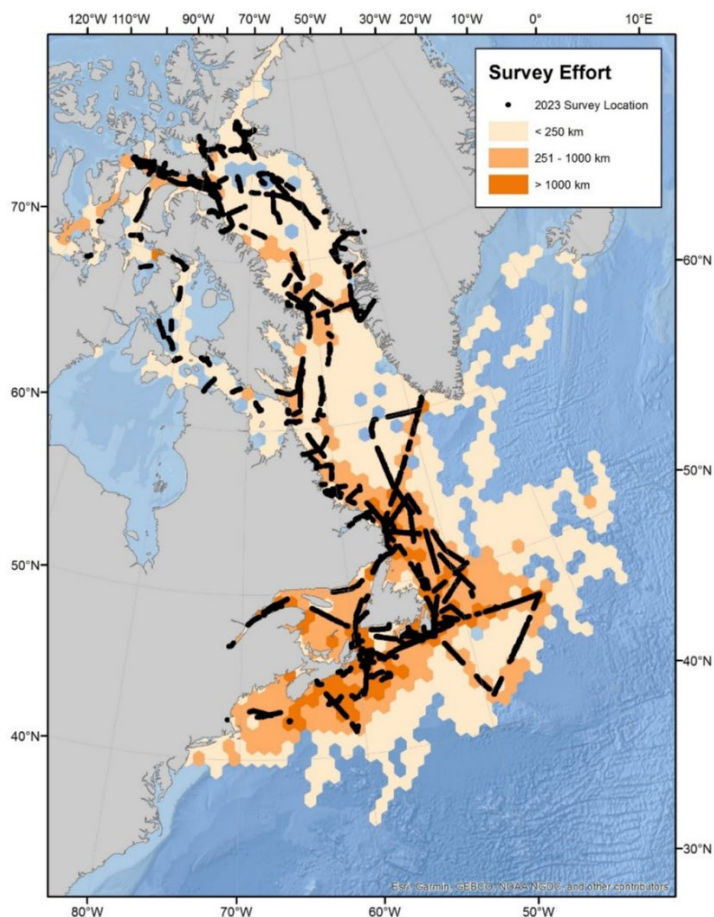 120°W 110°W 90°W 80°W 70°W 60°W 50°W 40°W 30°W 20°W 10°W 0° 10°E
Survey Effort
2023 Survey Location
< 250 km
251 - 1000 km
> 1000 km
70°N
60°N
60°N
50°N
50°N
40°N
40°N
30°N
Esri, Garmin, GEBCO, NOAA NGDC, and other contributors
80°W 70°W 60°W 50°W